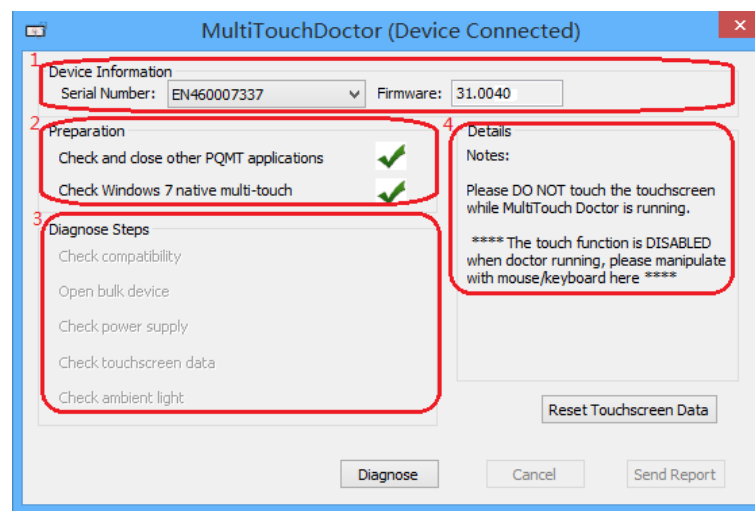 MultiTouchDoctor (Device Connected)
1
Device Information
Serial Number: EN460007337 Firmware: 31.0040
2
Preparation
Check and close other PQMT applications
Check Windows 7 native multi-touch
3
Diagnose Steps
Check compatibility
Open bulk device
Check power supply
Check touchscreen data
Check ambient light
4
Details
Notes:
Please DO NOT touch the touchscreen
while MultiTouch Doctor is running.
**** The touch function is DISABLED
when doctor running, please manipulate
with mouse/keyboard here ****
Reset Touchscreen Data
Diagnose Cancel Send Report